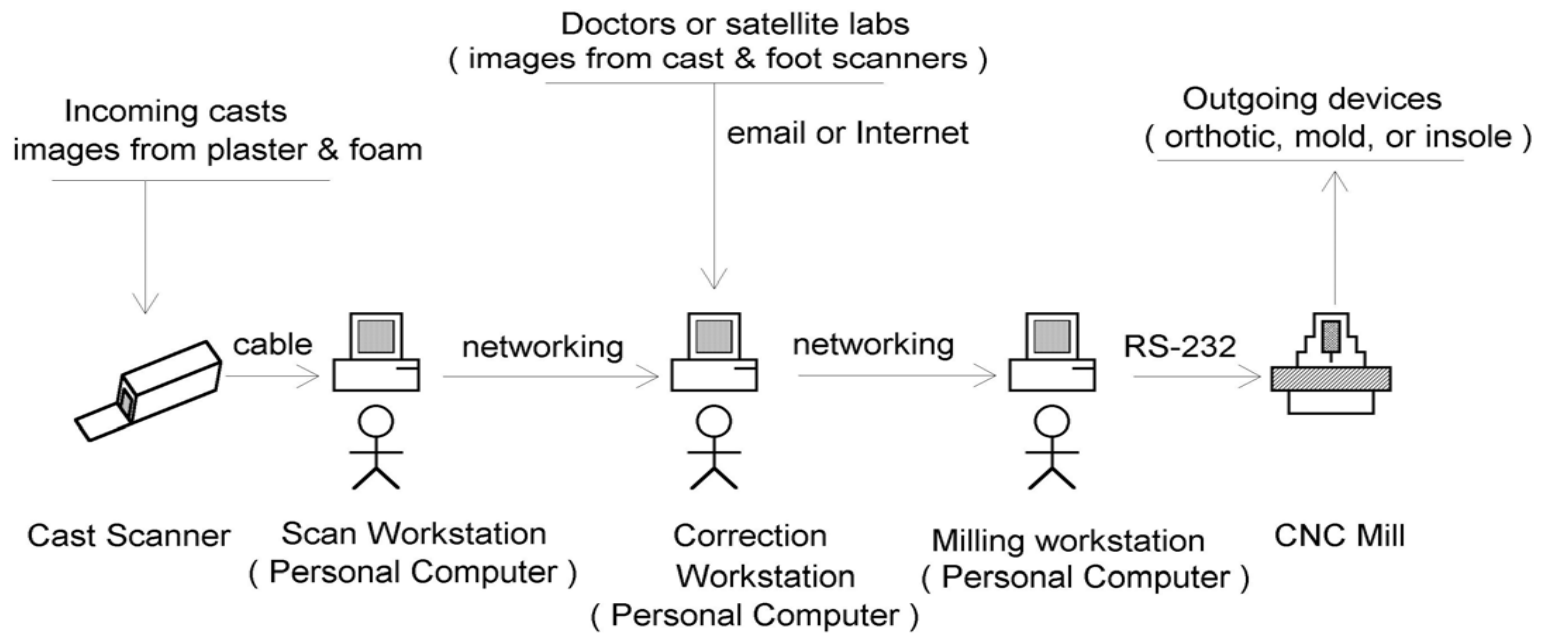 Doctors or satellite labs
( images from cast & foot scanners )
Incoming casts
images from plaster & foam
email or Internet
Outgoing devices
( orthotic, mold, or insole )
cable
networking
networking
RS-232
Cast Scanner
Scan Workstation
( Personal Computer )
Correction
Workstation
( Personal Computer )
Milling workstation
( Personal Computer )
CNC Mill